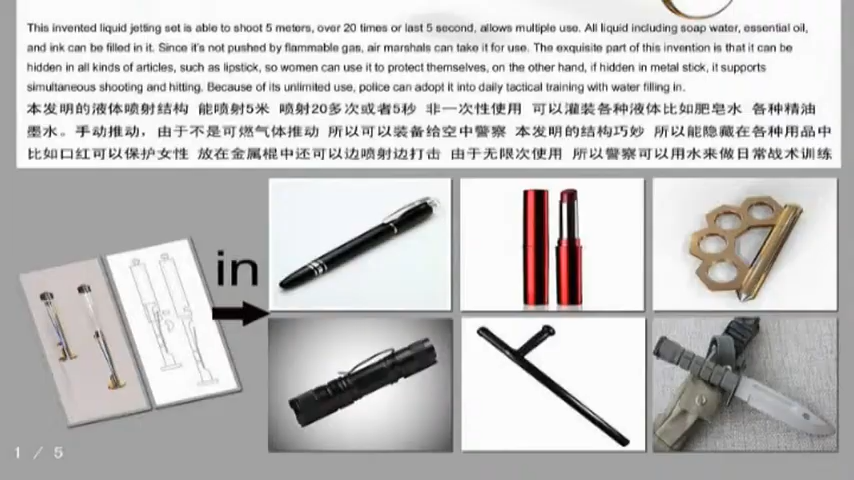 This invented liquid jetting set is able to shoot 5 meters, over 20 times or last 5 second, allows multiple use. All liquid including soap water, essential oil,
and ink can be filled in it. Since it's not pushed by flammable gas, air marshals can take it for use. The exquisite part of this invention is that it can be
hidden in all kinds of articles, such as lipstick, so women can use it to protect themselves, on the other hand, if hidden in metal stick, it supports
simultaneous shooting and hitting. Because of its unlimited use, police can adopt it into daily tactical training with water filling in.
本发明的液体喷射结构 能喷射5米 喷射20多次或者5秒 非一次性使用 可以灌装各种液体比如肥皂水 各种精油
墨水。手动推动，由于不是可燃气体推动 所以可以装备给空中警察 本发明的结构巧妙 所以能隐藏在各种用品中
比如口红可以保护女性 放在金属棍中还可以边喷射边打击 由于无限次使用 所以警察可以用水来做日常战术训练
in
1 / 5